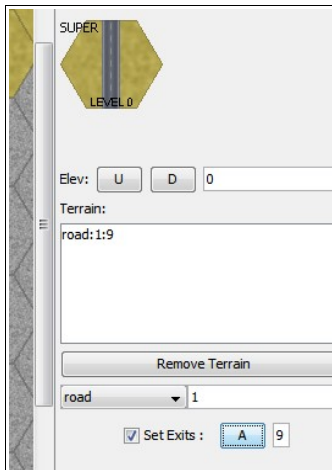 SUPER
LEVEL 0
Elev: U D 0
Terrain:
road:1:9
Remove Terrain
road 1
Set Exits : A 9